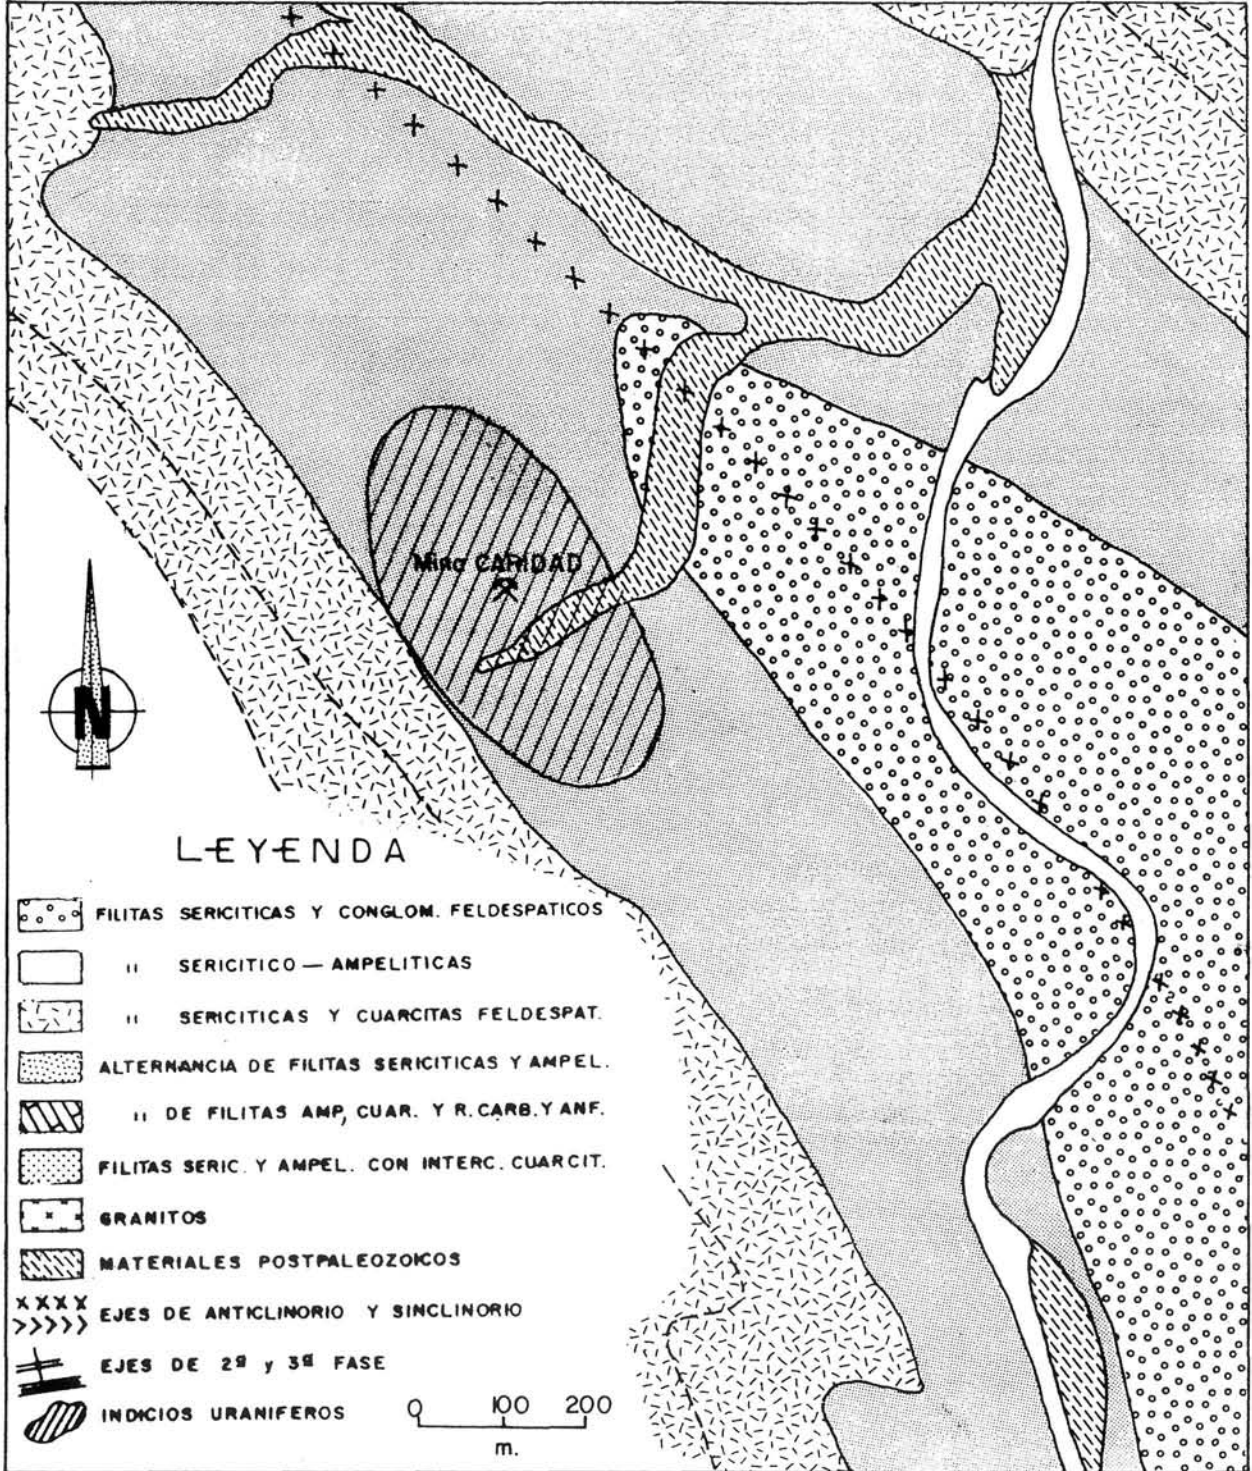 Mina CARIDAD
N
LEYENDA
FILITAS SERICITICAS Y CONGLOM. FELDESPATICOS
" SERICITICO — AMPELITICAS
" SERICITICAS Y CUARCITAS FELDESPAT.
ALTERNANCIA DE FILITAS SERICITICAS Y AMPEL.
" DE FILITAS AMP, CUAR. Y R. CARB. Y ANF.
FILITAS SERIC. Y AMPEL. CON INTERC. CUARCIT.
GRANITOS
MATERIALES POSTPALEOZOICOS
EJES DE ANTICLINORIO Y SINCLINORIO
EJES DE 2ª y 3ª FASE
INDICIOS URANIFEROS
0 100 200
m.